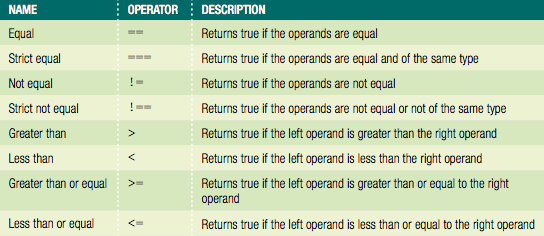 NAME OPERATOR DESCRIPTION
Equal == Returns true if the operands are equal
Strict equal === Returns true if the operands are equal and of the same type
Not equal != Returns true if the operands are not equal
Strict not equal !== Returns true if the operands are not equal or not of the same type
Greater than > Returns true if the left operand is greater than the right operand
Less than < Returns true if the left operand is less than the right operand
Greater than or equal >= Returns true if the left operand is greater than or equal to the right
operand
Less than or equal <= Returns true if the left operand is less than or equal to the right operand